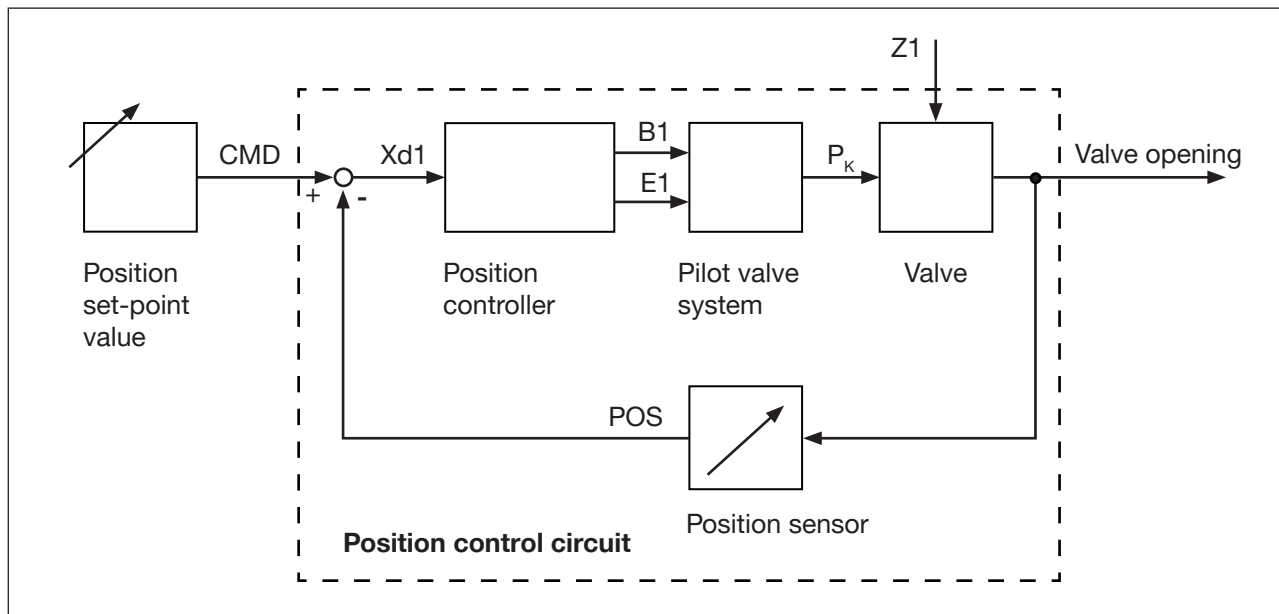 Z1
CMD
+
-
Xd1
B1
E1
PK
Valve opening
Position
set-point
value
Position
controller
Pilot valve
system
Valve
POS
Position sensor
Position control circuit